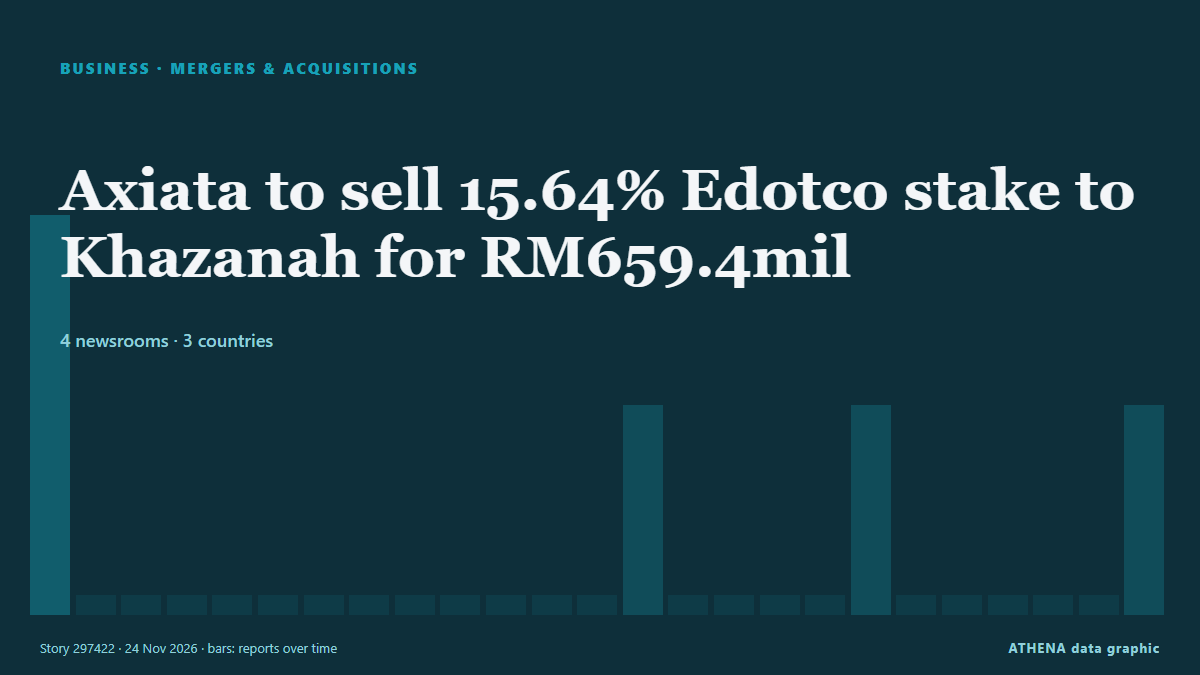 BUSINESS · MERGERS & ACQUISITIONS
Axiata to sell 15.64% Edotco stake to
Khazanah for RM659.4mil
4 newsrooms · 3 countries
Story 297422 · 24 Nov 2026 · bars: reports over time
ATHENA data graphic